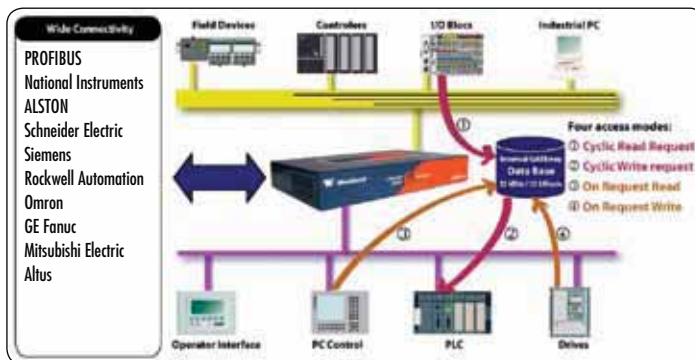 Wide Connectivity
PROFIBUS
National Instruments
ALSTON
Schneider Electric
Siemens
Rockwell Automation
Omron
GE Fanuc
Mitsubishi Electric
Altus
Field Devices
Controllers
I/O Blocs
Industrial PC
①
Internal Gateway
Data Base
Four access modes:
① Cyclic Read Request
② Cyclic Write request
③ On Request Read
④ On Request Write
③
②
④
Operator Interface
PC Control
PLC
Drives